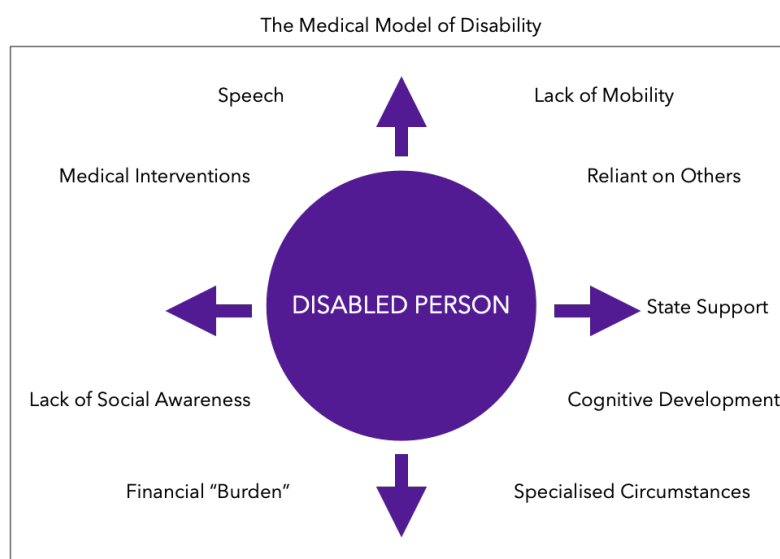 The Medical Model of Disability
Speech
Lack of Mobility
Medical Interventions
Reliant on Others
DISABLED PERSON
State Support
Lack of Social Awareness
Cognitive Development
Financial “Burden”
Specialised Circumstances